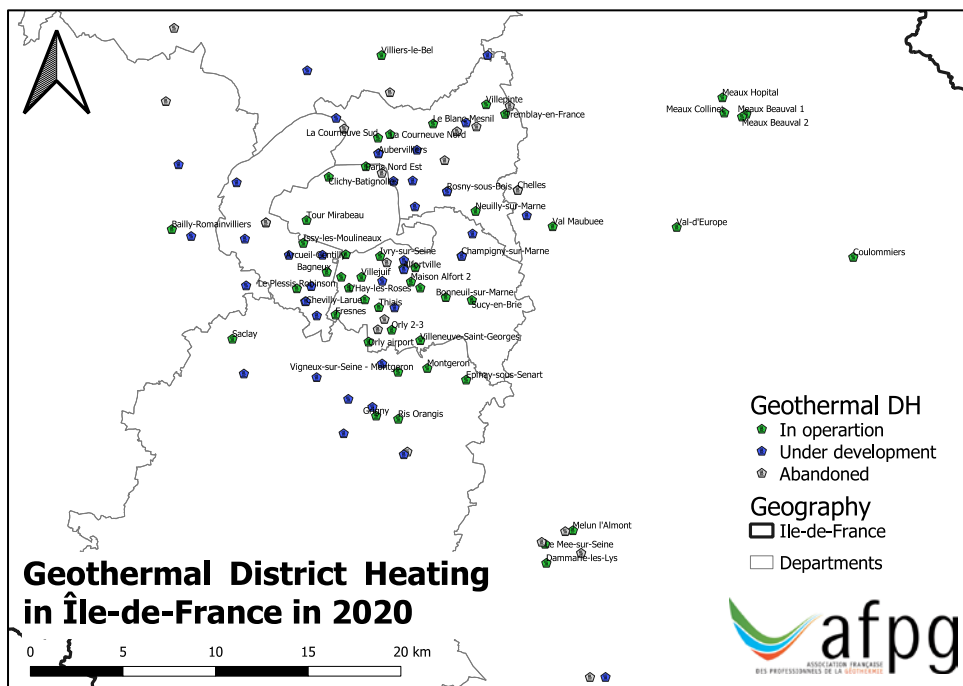 Villiers-le-Bel
Villepinte
Tremblay-en-France
Le Blanc Mesnil
La Courneuve Sud
La Courneuve Nord
Aubervilliers
Paris Nord Est
Clichy-Batignolles
Rosny-sous-Bois
Chelles
Neuilly-sur-Marne
Meaux Hopital
Meaux Collinet
Meaux Beauval 1
Meaux Beauval 2
Tour Mirabeau
Bailly-Romainvilliers
Val Maubuee
Val-d'Europe
Issy-les-Moulineaux
Arcueil-Gentilly
Ivry-sur-Seine
Champigny-sur-Marne
Coulommiers
Bagneux
Alfortville
Villejuif
Maison Alfort 2
Le Plessis Robinson
Hay-les-Roses
Bonneuil-sur-Marne
Chevilly-Larue
Thiais
Sucy-en-Brie
Fresnes
Orly 2-3
Saclay
Orly airport
Villeneuve-Saint-Georges
Vigneux-sur-Seine - Montgeron
Montgeron
Epinay-sous-Senart
Grigny
Ris Orangis
Melun l'Almont
Le Mee-sur-Seine
Dammarie-les-Lys
Geothermal DH
In operartion
Under development
Abandoned
Geography
Ile-de-France
Departments
Geothermal District Heating
in Île-de-France in 2020
0 5 10 15 20 km
afpg
ASSOCIATION FRANÇAISE
DES PROFESSIONNELS DE LA GÉOTHERMIE